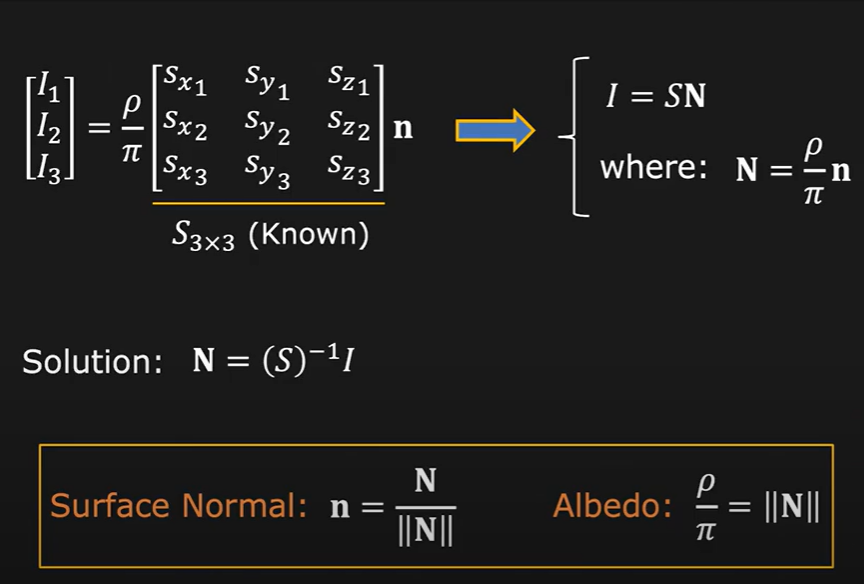 [I₁ I₂ I₃] = ρ/π [s_x₁ s_y₁ s_z₁; s_x₂ s_y₂ s_z₂; s_x₃ s_y₃ s_z₃] n
S₃ₓ₃ (Known)
I = SN
where: N = ρ/π n
Solution: N = (S)⁻¹I
Surface Normal: n = N/‖N‖
Albedo: ρ/π = ‖N‖